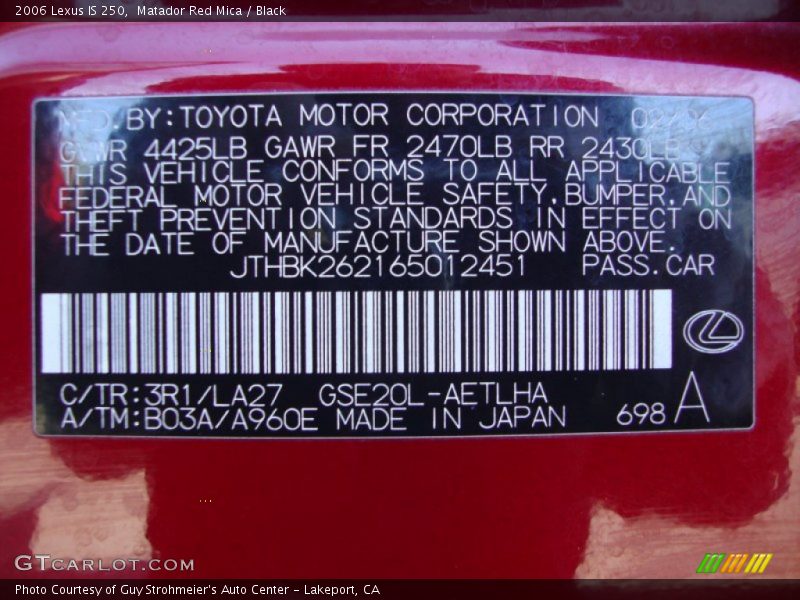 2006 Lexus IS 250,  Matador Red Mica / Black
MFD BY:TOYOTA MOTOR CORPORATION 02/06
GVWR 4425LB GAWR FR 2470LB RR 2430LB
THIS VEHICLE CONFORMS TO ALL APPLICABLE
FEDERAL MOTOR VEHICLE SAFETY,BUMPER,AND
THEFT PREVENTION STANDARDS IN EFFECT ON
THE DATE OF MANUFACTURE SHOWN ABOVE.
JTHBK262165012451 PASS.CAR
C/TR:3R1/LA27 GSE20L-AETLHA
A/TM:B03A/A960E MADE IN JAPAN 698 A
GTCARLOT.COM
Photo Courtesy of Guy Strohmeier's Auto Center - Lakeport, CA